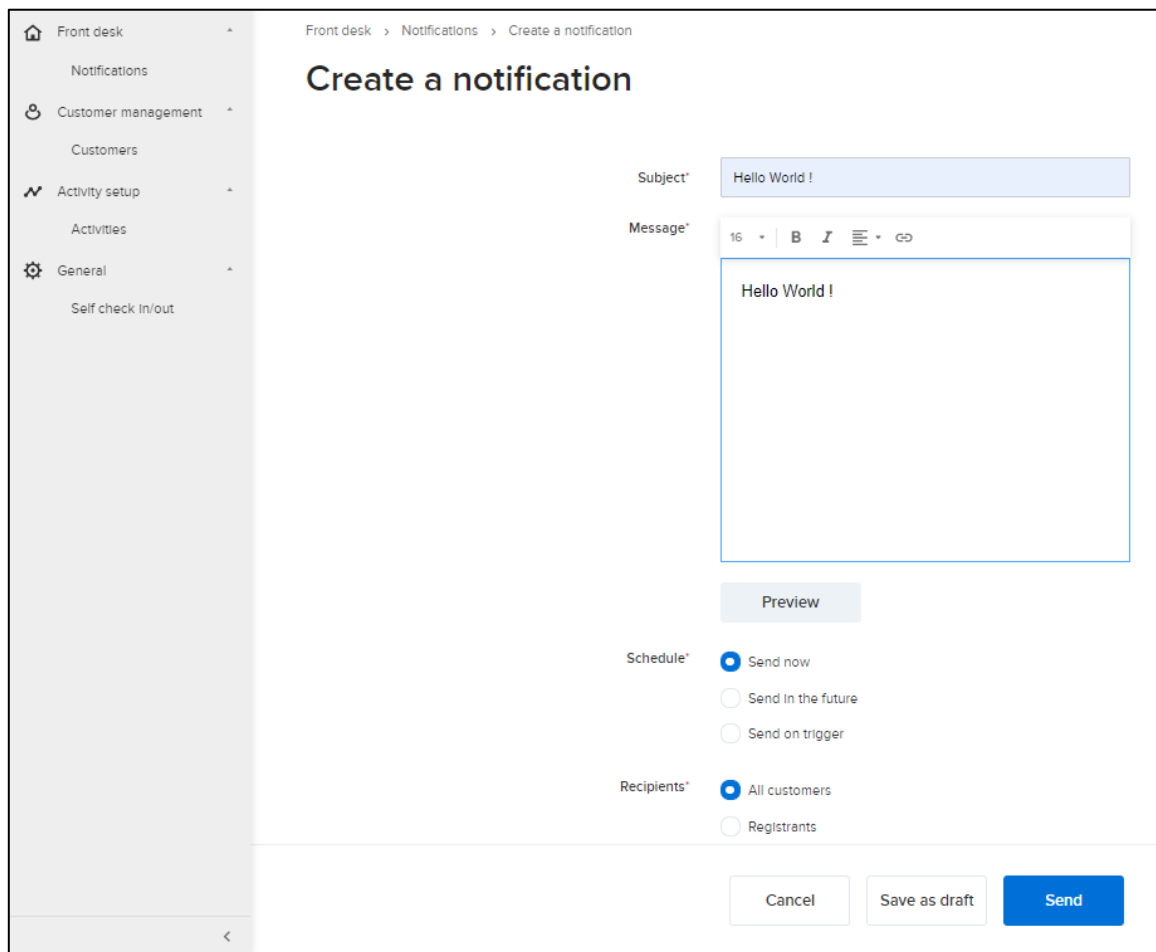 Front desk
Notifications
Customer management
Customers
Activity setup
Activities
General
Self check in/out
Front desk > Notifications > Create a notification
Create a notification
Subject*
Hello World !
Message*
16
B I
Hello World !
Preview
Schedule*
Send now
Send in the future
Send on trigger
Recipients*
All customers
Registrants
Cancel
Save as draft
Send